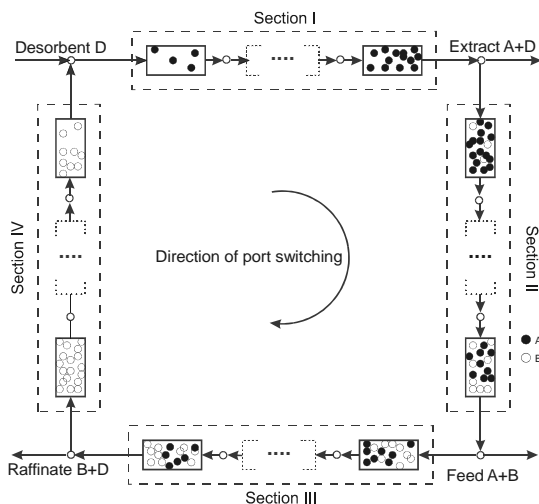 Section I
Desorbent D
Extract A+D
Section IV
Direction of port switching
Section II
A
Raffinate B+D
Feed A+B
Section III